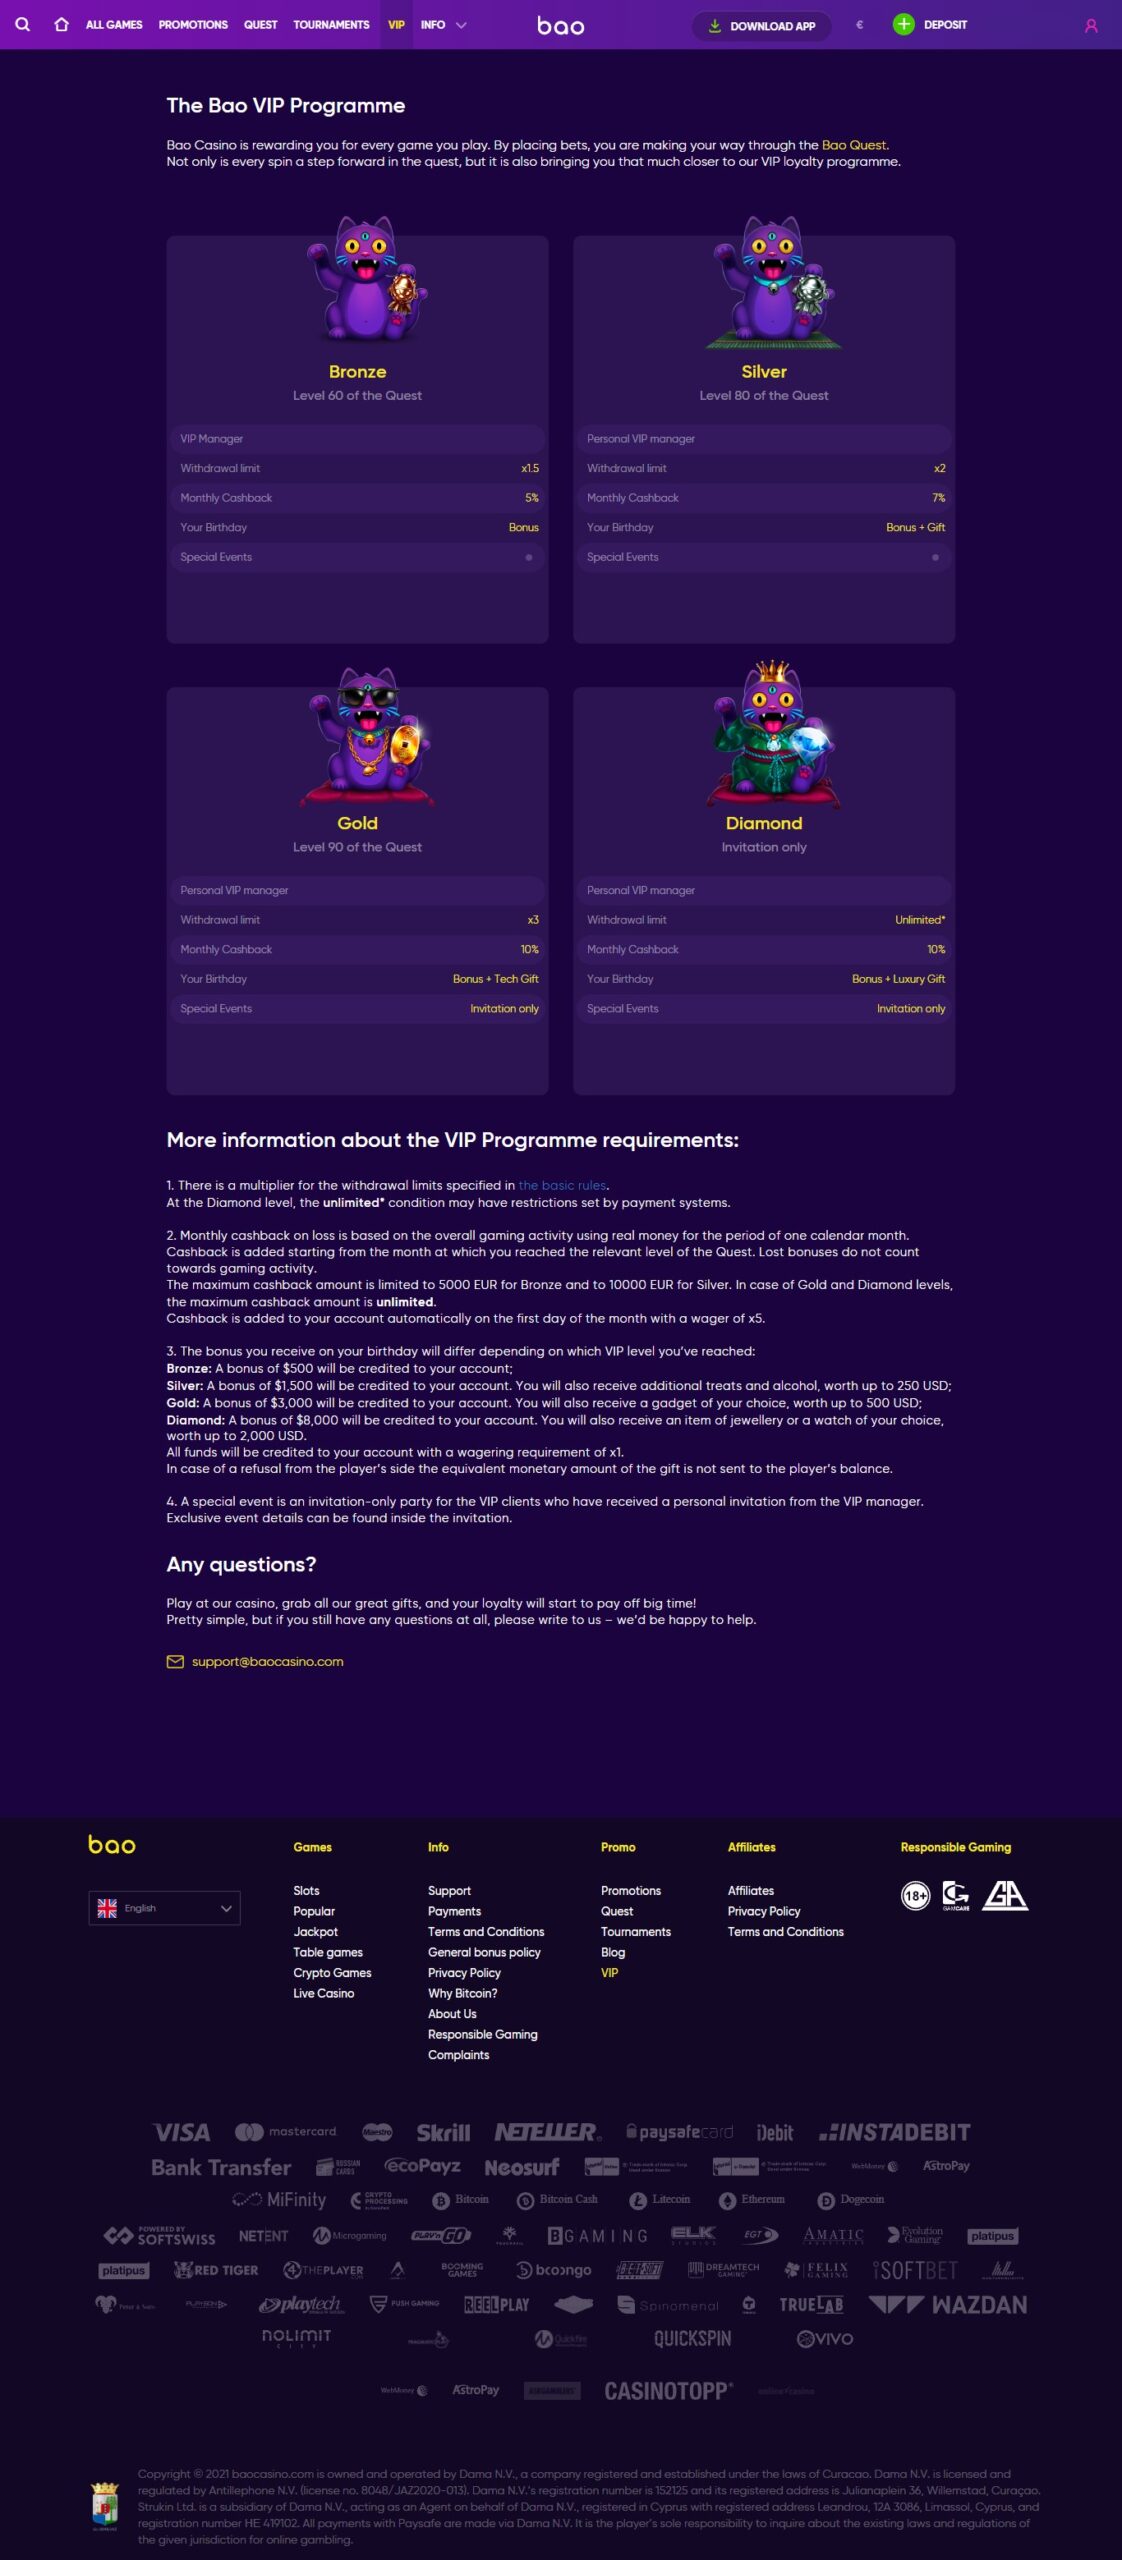 ALL GAMES PROMOTIONS QUEST TOURNAMENTS VIP INFO bao DOWNLOAD APP € DEPOSIT
The Bao VIP Programme
Bao Casino is rewarding you for every game you play. By placing bets, you are making your way through the Bao Quest.
Not only is every spin a step forward in the quest, but it is also bringing you that much closer to our VIP loyalty programme.
Bronze
Level 60 of the Quest
VIP Manager
Withdrawal limit x1.5
Monthly Cashback 5%
Your Birthday Bonus
Special Events
Silver
Level 80 of the Quest
Personal VIP manager
Withdrawal limit x2
Monthly Cashback 7%
Your Birthday Bonus + Gift
Special Events
Gold
Level 90 of the Quest
Personal VIP manager
Withdrawal limit x3
Monthly Cashback 10%
Your Birthday Bonus + Tech Gift
Special Events Invitation only
Diamond
Invitation only
Personal VIP manager
Withdrawal limit Unlimited*
Monthly Cashback 10%
Your Birthday Bonus + Luxury Gift
Special Events Invitation only
More information about the VIP Programme requirements:
1. There is a multiplier for the withdrawal limits specified in the basic rules.
At the Diamond level, the unlimited* condition may have restrictions set by payment systems.
2. Monthly cashback on loss is based on the overall gaming activity using real money for the period of one calendar month.
Cashback is added starting from the month at which you reached the relevant level of the Quest. Lost bonuses do not count
towards gaming activity.
The maximum cashback amount is limited to 5000 EUR for Bronze and to 10000 EUR for Silver. In case of Gold and Diamond levels,
the maximum cashback amount is unlimited.
Cashback is added to your account automatically on the first day of the month with a wager of x5.
3. The bonus you receive on your birthday will differ depending on which VIP level you've reached:
Bronze: A bonus of $500 will be credited to your account;
Silver: A bonus of $1,500 will be credited to your account. You will also receive additional treats and alcohol, worth up to 250 USD;
Gold: A bonus of $3,000 will be credited to your account. You will also receive a gadget of your choice, worth up to 500 USD;
Diamond: A bonus of $8,000 will be credited to your account. You will also receive an item of jewellery or a watch of your choice,
worth up to 2,000 USD.
All funds will be credited to your account with a wagering requirement of x1.
In case of a refusal from the player's side the equivalent monetary amount of the gift is not sent to the player's balance.
4. A special event is an invitation-only party for the VIP clients who have received a personal invitation from the VIP manager.
Exclusive event details can be found inside the invitation.
Any questions?
Play at our casino, grab all our great gifts, and your loyalty will start to pay off big time!
Pretty simple, but if you still have any questions at all, please write to us – we'd be happy to help.
support@baocasino.com
bao
English
Games
Slots
Popular
Jackpot
Table games
Crypto Games
Live Casino
Info
Support
Payments
Terms and Conditions
General bonus policy
Privacy Policy
Why Bitcoin?
About Us
Responsible Gaming
Complaints
Promo
Promotions
Quest
Tournaments
Blog
VIP
Affiliates
Affiliates
Privacy Policy
Terms and Conditions
Responsible Gaming
18+ GAMCARE GA
VISA mastercard Maestro Skrill NETELLER paysafecard iDebit INSTADEBIT
Bank Transfer RUSSIAN CARDS ecoPayz Neosurf WebMoney AstroPay
MiFinity CRYPTO PROCESSING Bitcoin Bitcoin Cash Litecoin Ethereum Dogecoin
POWERED BY SOFTSWISS NETENT Microgaming PLAY'n GO BGAMING ELK STUDIOS EGT AMATIC Evolution Gaming platipus
platipus RED TIGER 4THEPLAYER BOOMING GAMES booongo BETSOFT DREAMTECH GAMING FELIX GAMING iSOFTBET
PLAYSON playtech PUSH GAMING REELPLAY Spinomenal TRUELAB WAZDAN
NOLIMIT CITY Quickfire QUICKSPIN VIVO
WebMoney AstroPay ASKGAMBLERS CASINOTOPP
Copyright © 2021 baocasino.com is owned and operated by Dama N.V., a company registered and established under the laws of Curacao. Dama N.V. is licensed and
regulated by Antillephone N.V. (license no. 8048/JAZ2020-013). Dama N.V.'s registration number is 152125 and its registered address is Julianaplein 36, Willemstad, Curaçao.
Strukin Ltd. is a subsidiary of Dama N.V., acting as an Agent on behalf of Dama N.V., registered in Cyprus with registered address Leandrou, 12A 3086, Limassol, Cyprus, and
registration number HE 419102. All payments with Paysafe are made via Dama N.V. It is the player's sole responsibility to inquire about the existing laws and regulations of
the given jurisdiction for online gambling.